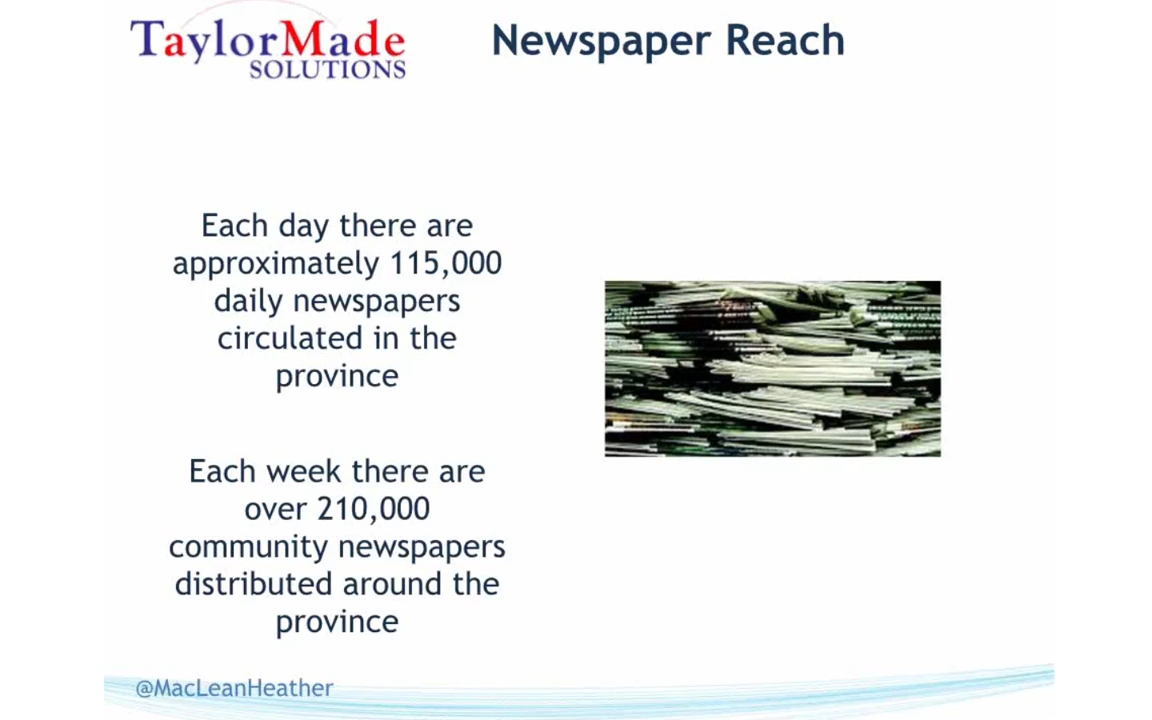 TaylorMade
SOLUTIONS
Newspaper Reach
Each day there are
approximately 115,000
daily newspapers
circulated in the
province
Each week there are
over 210,000
community newspapers
distributed around the
province
@MacLeanHeather